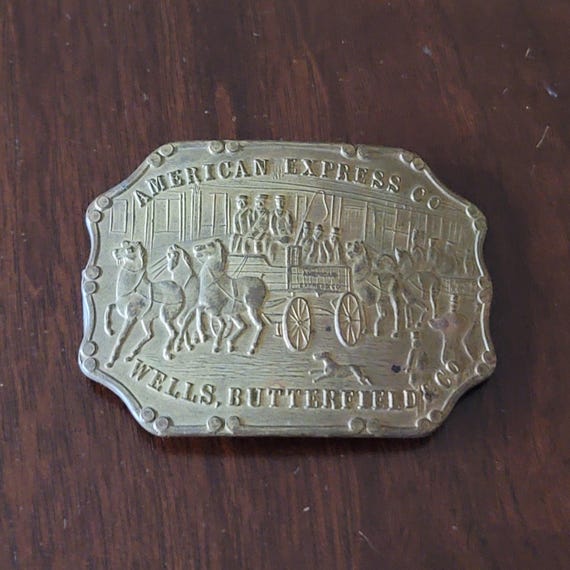 AMERICAN EXPRESS CO
WELLS, BUTTERFIELD & CO